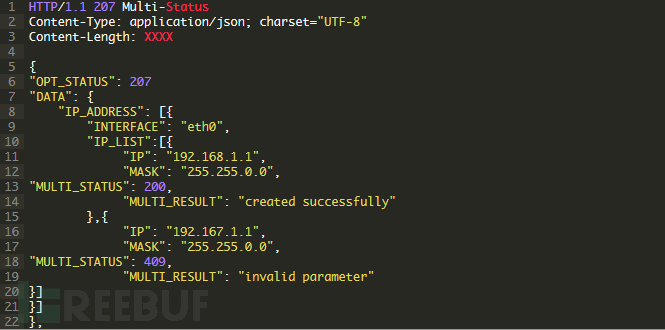 1 HTTP/1.1 207 Multi-Status
2 Content-Type: application/json; charset="UTF-8"
3 Content-Length: XXXX
4
5 {
6 "OPT_STATUS": 207
7 "DATA": {
8     "IP_ADDRESS": [{
9         "INTERFACE": "eth0",
10         "IP_LIST":[{
11             "IP": "192.168.1.1",
12             "MASK": "255.255.0.0",
13 "MULTI_STATUS": 200,
14             "MULTI_RESULT": "created successfully"
15         },{
16             "IP": "192.167.1.1",
17             "MASK": "255.255.0.0",
18 "MULTI_STATUS": 409,
19             "MULTI_RESULT": "invalid parameter"
20 }]
21 }]
22 },
FREEBUF